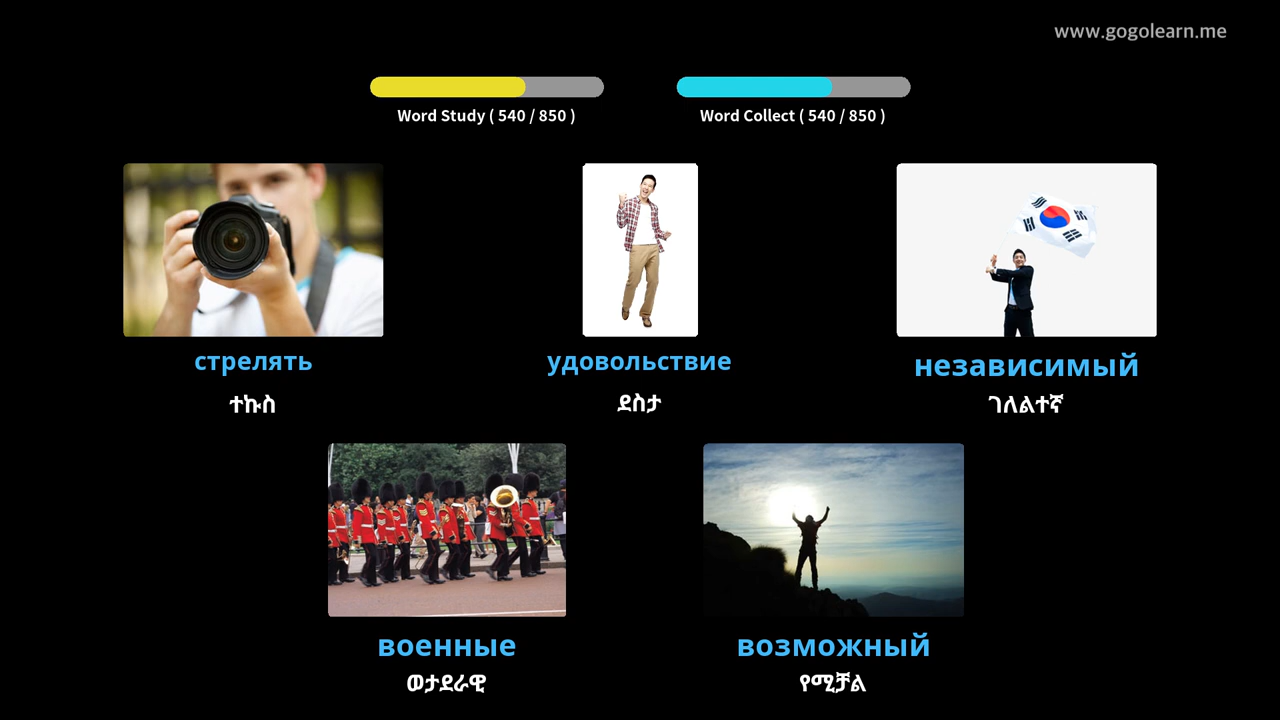 www.gogolearn.me
Word Study ( 540 / 850 )
Word Collect ( 540 / 850 )
стрелять
ተኩስ
удовольствие
ደስታ
независимый
ገለልተኛ
военные
ወታደራዊ
возможный
የሚቻል